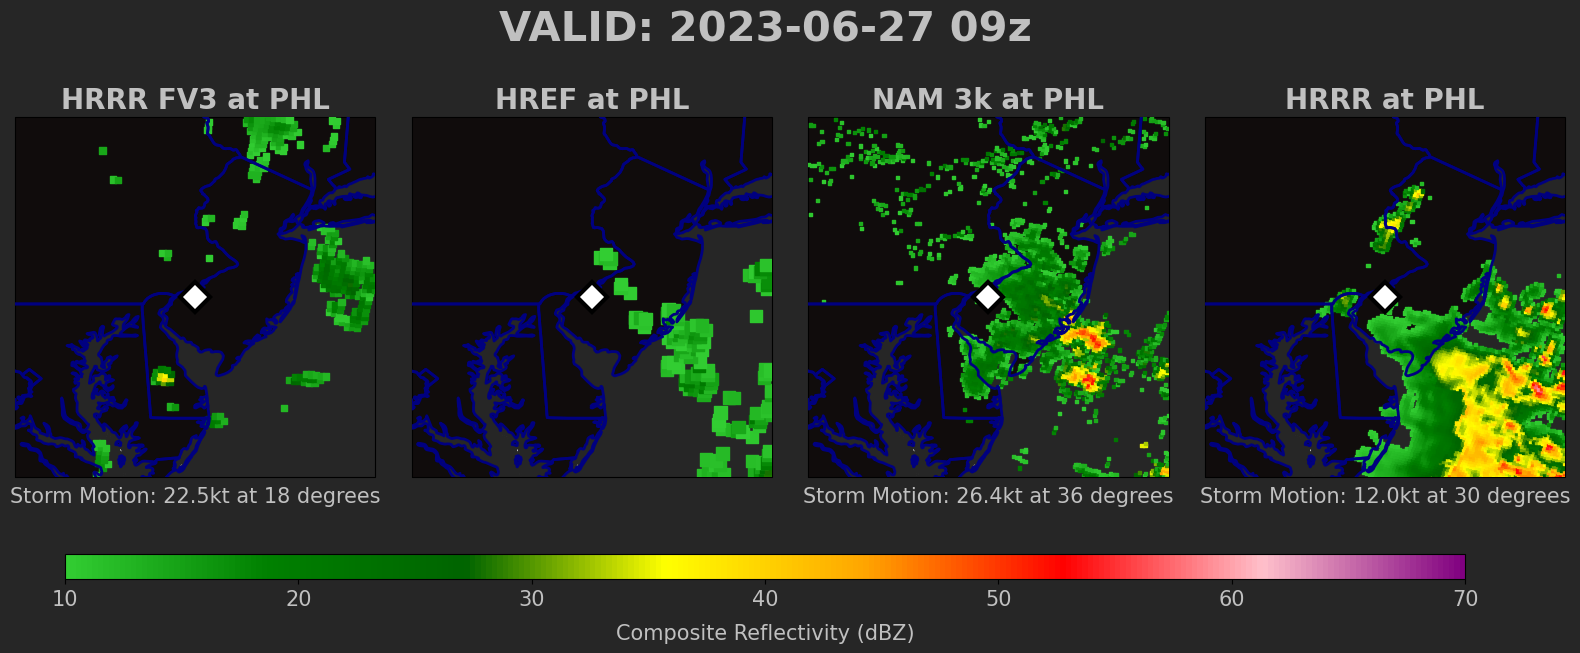 VALID: 2023-06-27 09z
HRRR FV3 at PHL
HREF at PHL
NAM 3k at PHL
HRRR at PHL
Storm Motion: 22.5kt at 18 degrees
Storm Motion: 26.4kt at 36 degrees
Storm Motion: 12.0kt at 30 degrees
10 20 30 40 50 60 70
Composite Reflectivity (dBZ)